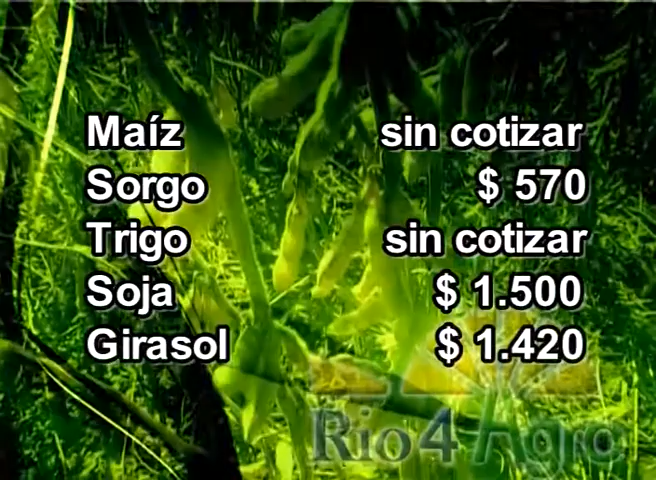 Maíz sin cotizar
Sorgo $ 570
Trigo sin cotizar
Soja $ 1.500
Girasol $ 1.420
Rio4 Agro